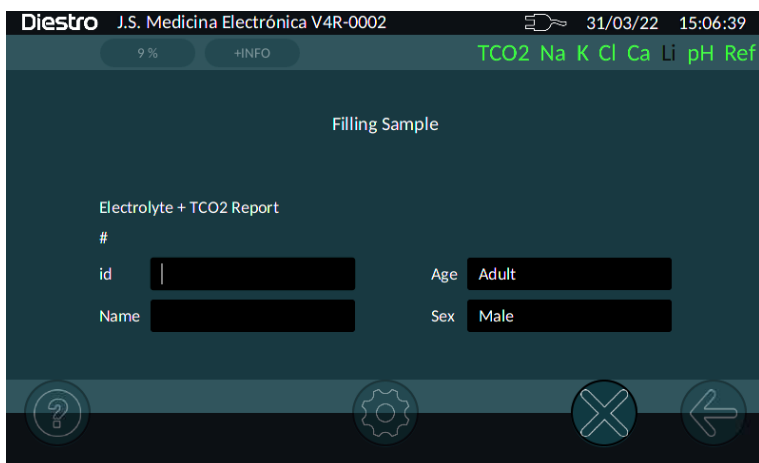 Diestro J.S. Medicina Electrónica V4R-0002 31/03/22 15:06:39
9 % +INFO TCO2 Na K Cl Ca Li pH Ref
Filling Sample
Electrolyte + TCO2 Report
#
id Age Adult
Name Sex Male
?